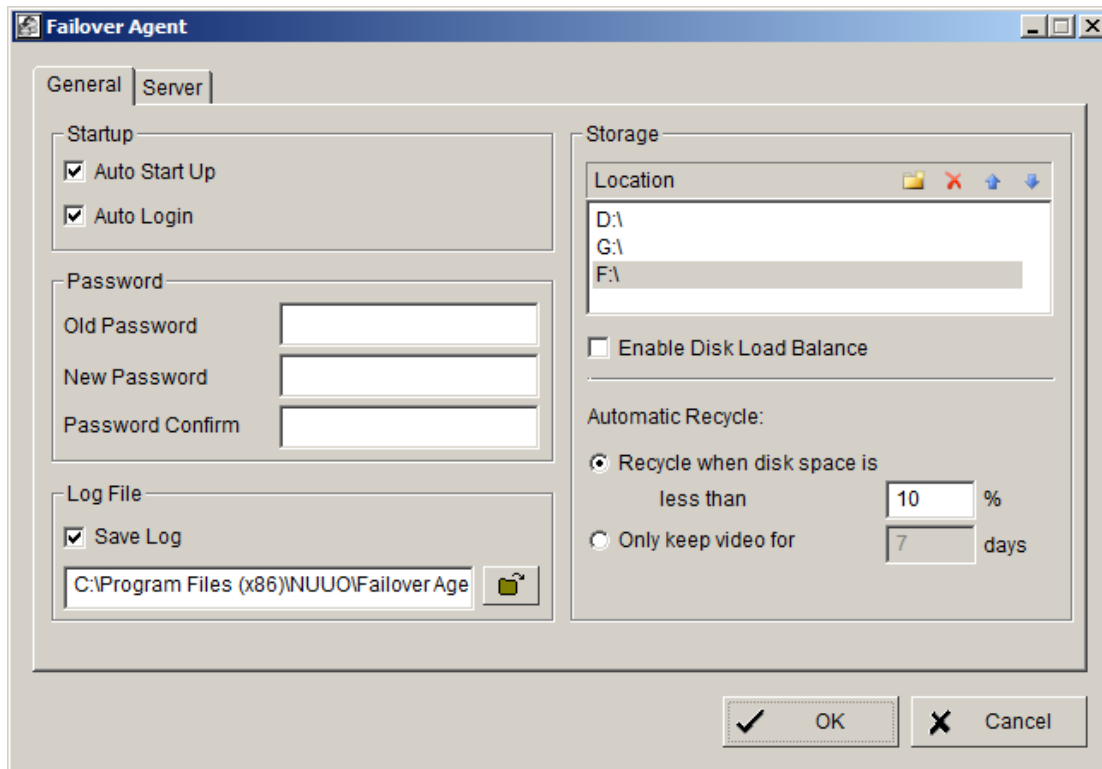 Failover Agent
General
Server
Startup
Auto Start Up
Auto Login
Password
Old Password
New Password
Password Confirm
Log File
Save Log
C:\Program Files (x86)\NUUO\Failover Age
Storage
Location
D:\
G:\
F:\
Enable Disk Load Balance
Automatic Recycle:
Recycle when disk space is
less than 10 %
Only keep video for 7 days
OK
Cancel